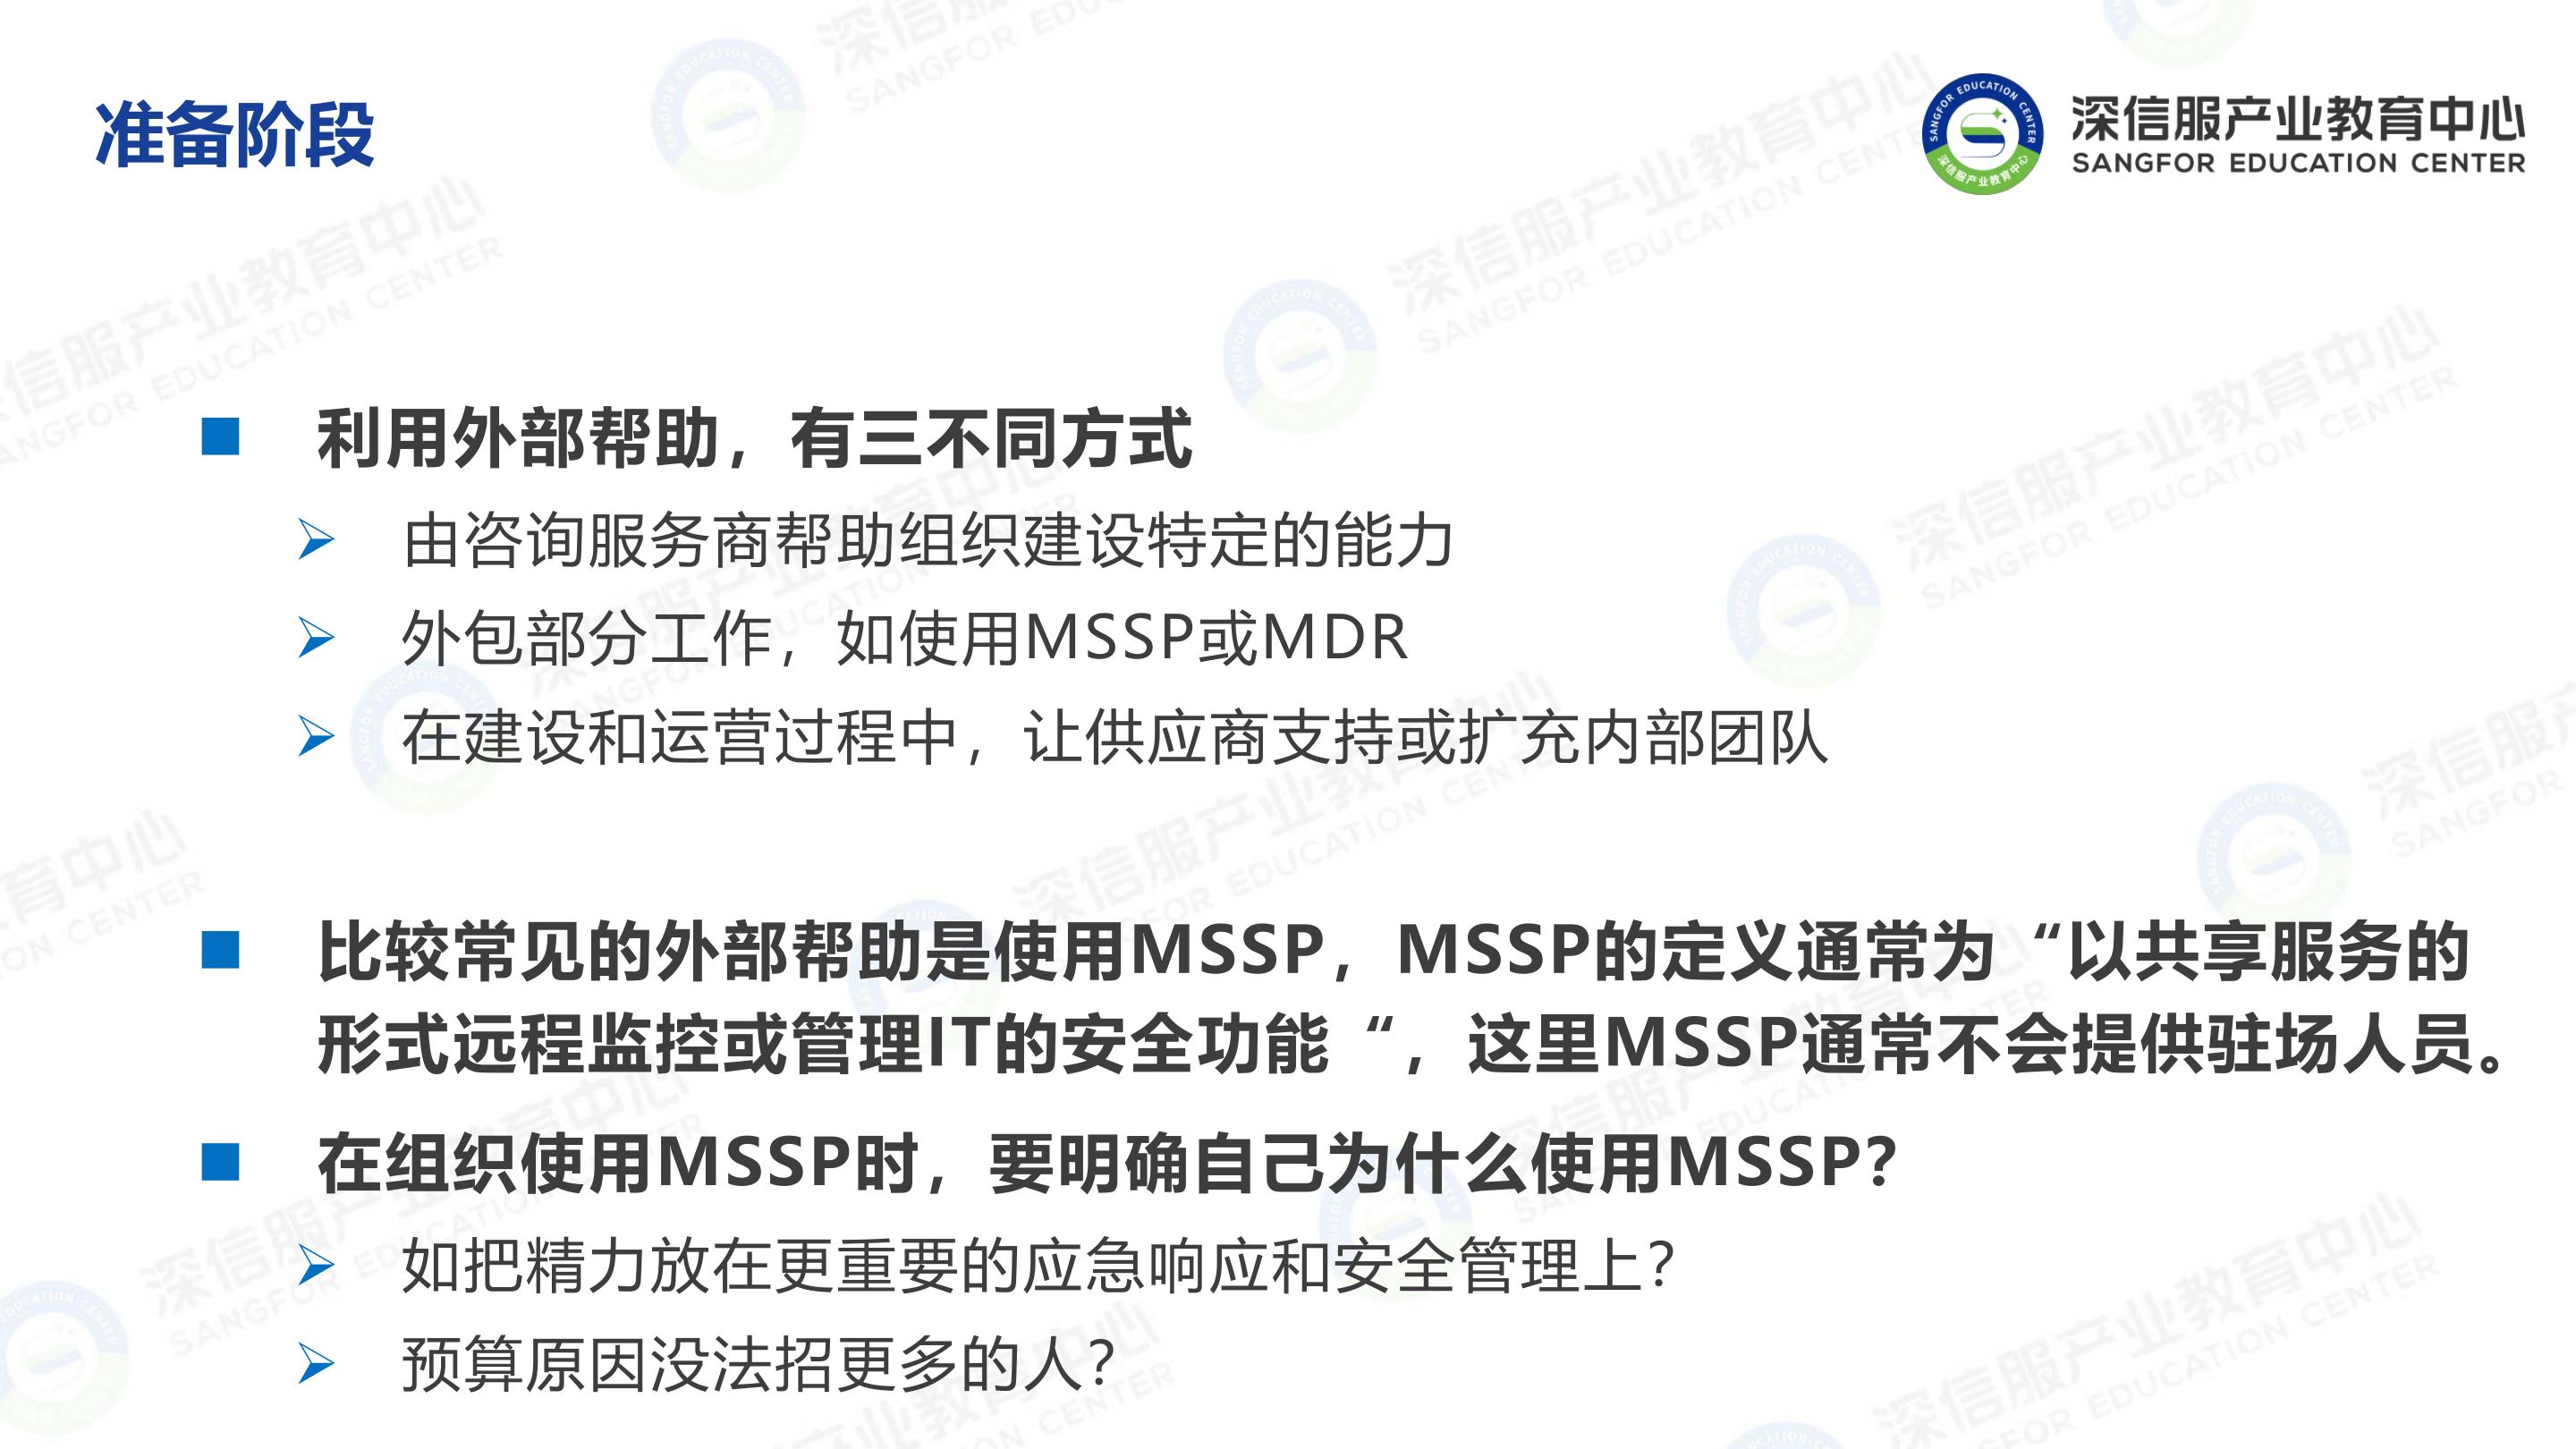 准备阶段
深信服产业教育中心
SANGFOR EDUCATION CENTER
利用外部帮助，有三不同方式
由咨询服务商帮助组织建设特定的能力
外包部分工作，如使用MSSP或MDR
在建设和运营过程中，让供应商支持或扩充内部团队
比较常见的外部帮助是使用MSSP，MSSP的定义通常为“以共享服务的
形式远程监控或管理IT的安全功能“，这里MSSP通常不会提供驻场人员。
在组织使用MSSP时，要明确自己为什么使用MSSP？
如把精力放在更重要的应急响应和安全管理上？
预算原因没法招更多的人？